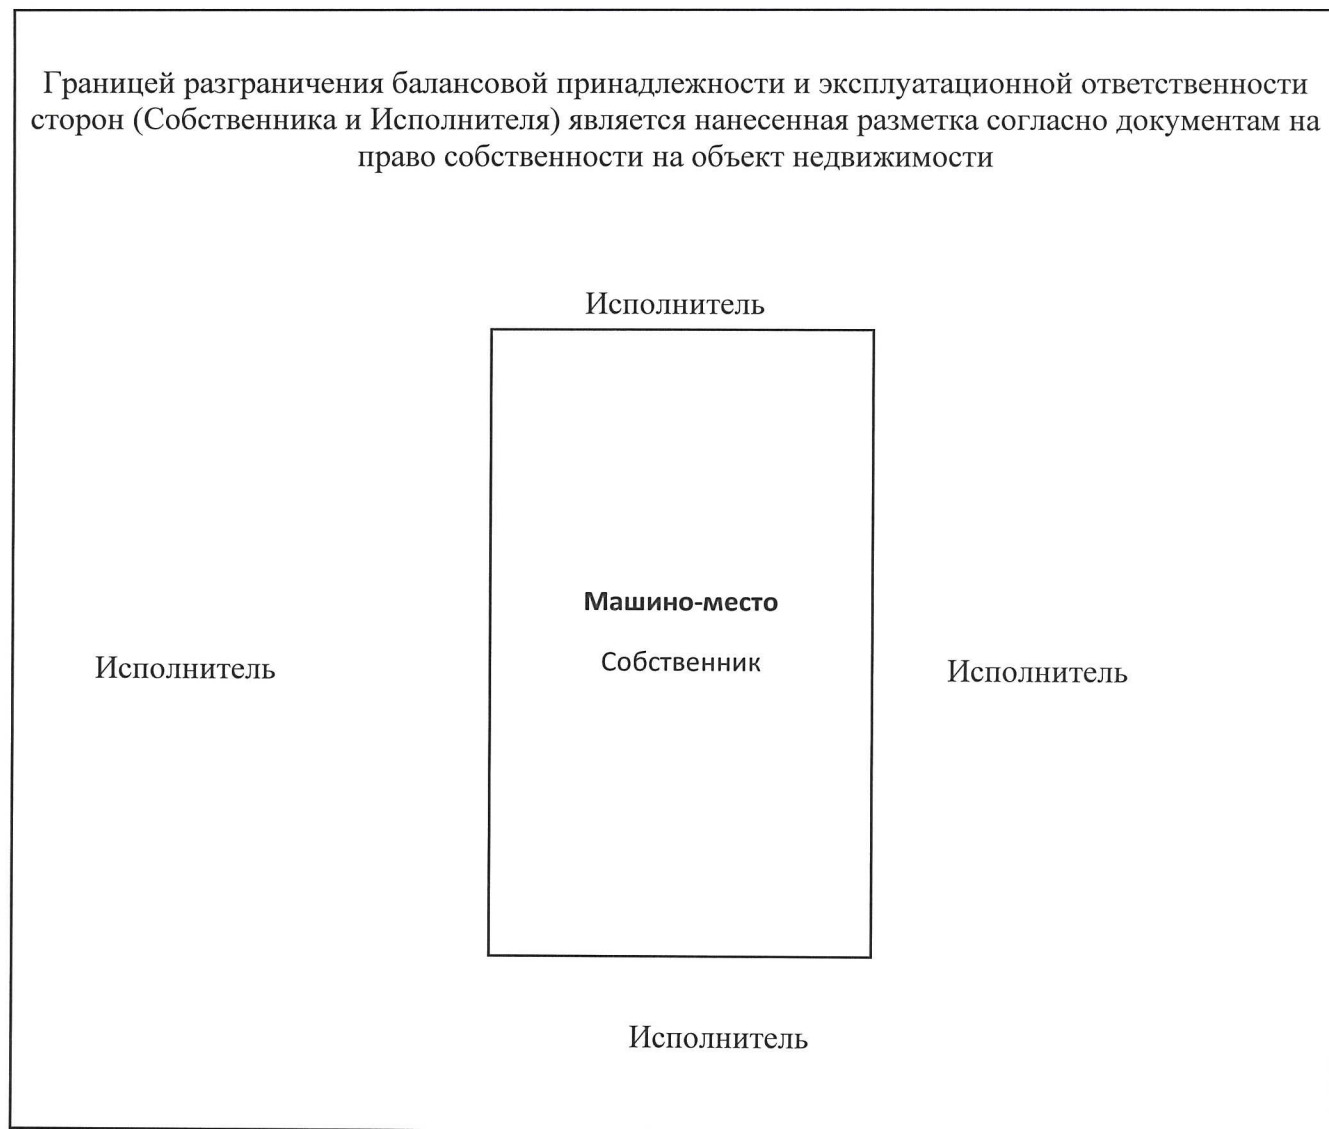 Границей разграничения балансовой принадлежности и эксплуатационной ответственности
сторон (Собственника и Исполнителя) является нанесенная разметка согласно документам на
право собственности на объект недвижимости
Исполнитель
Машино-место
Собственник
Исполнитель
Исполнитель
Исполнитель